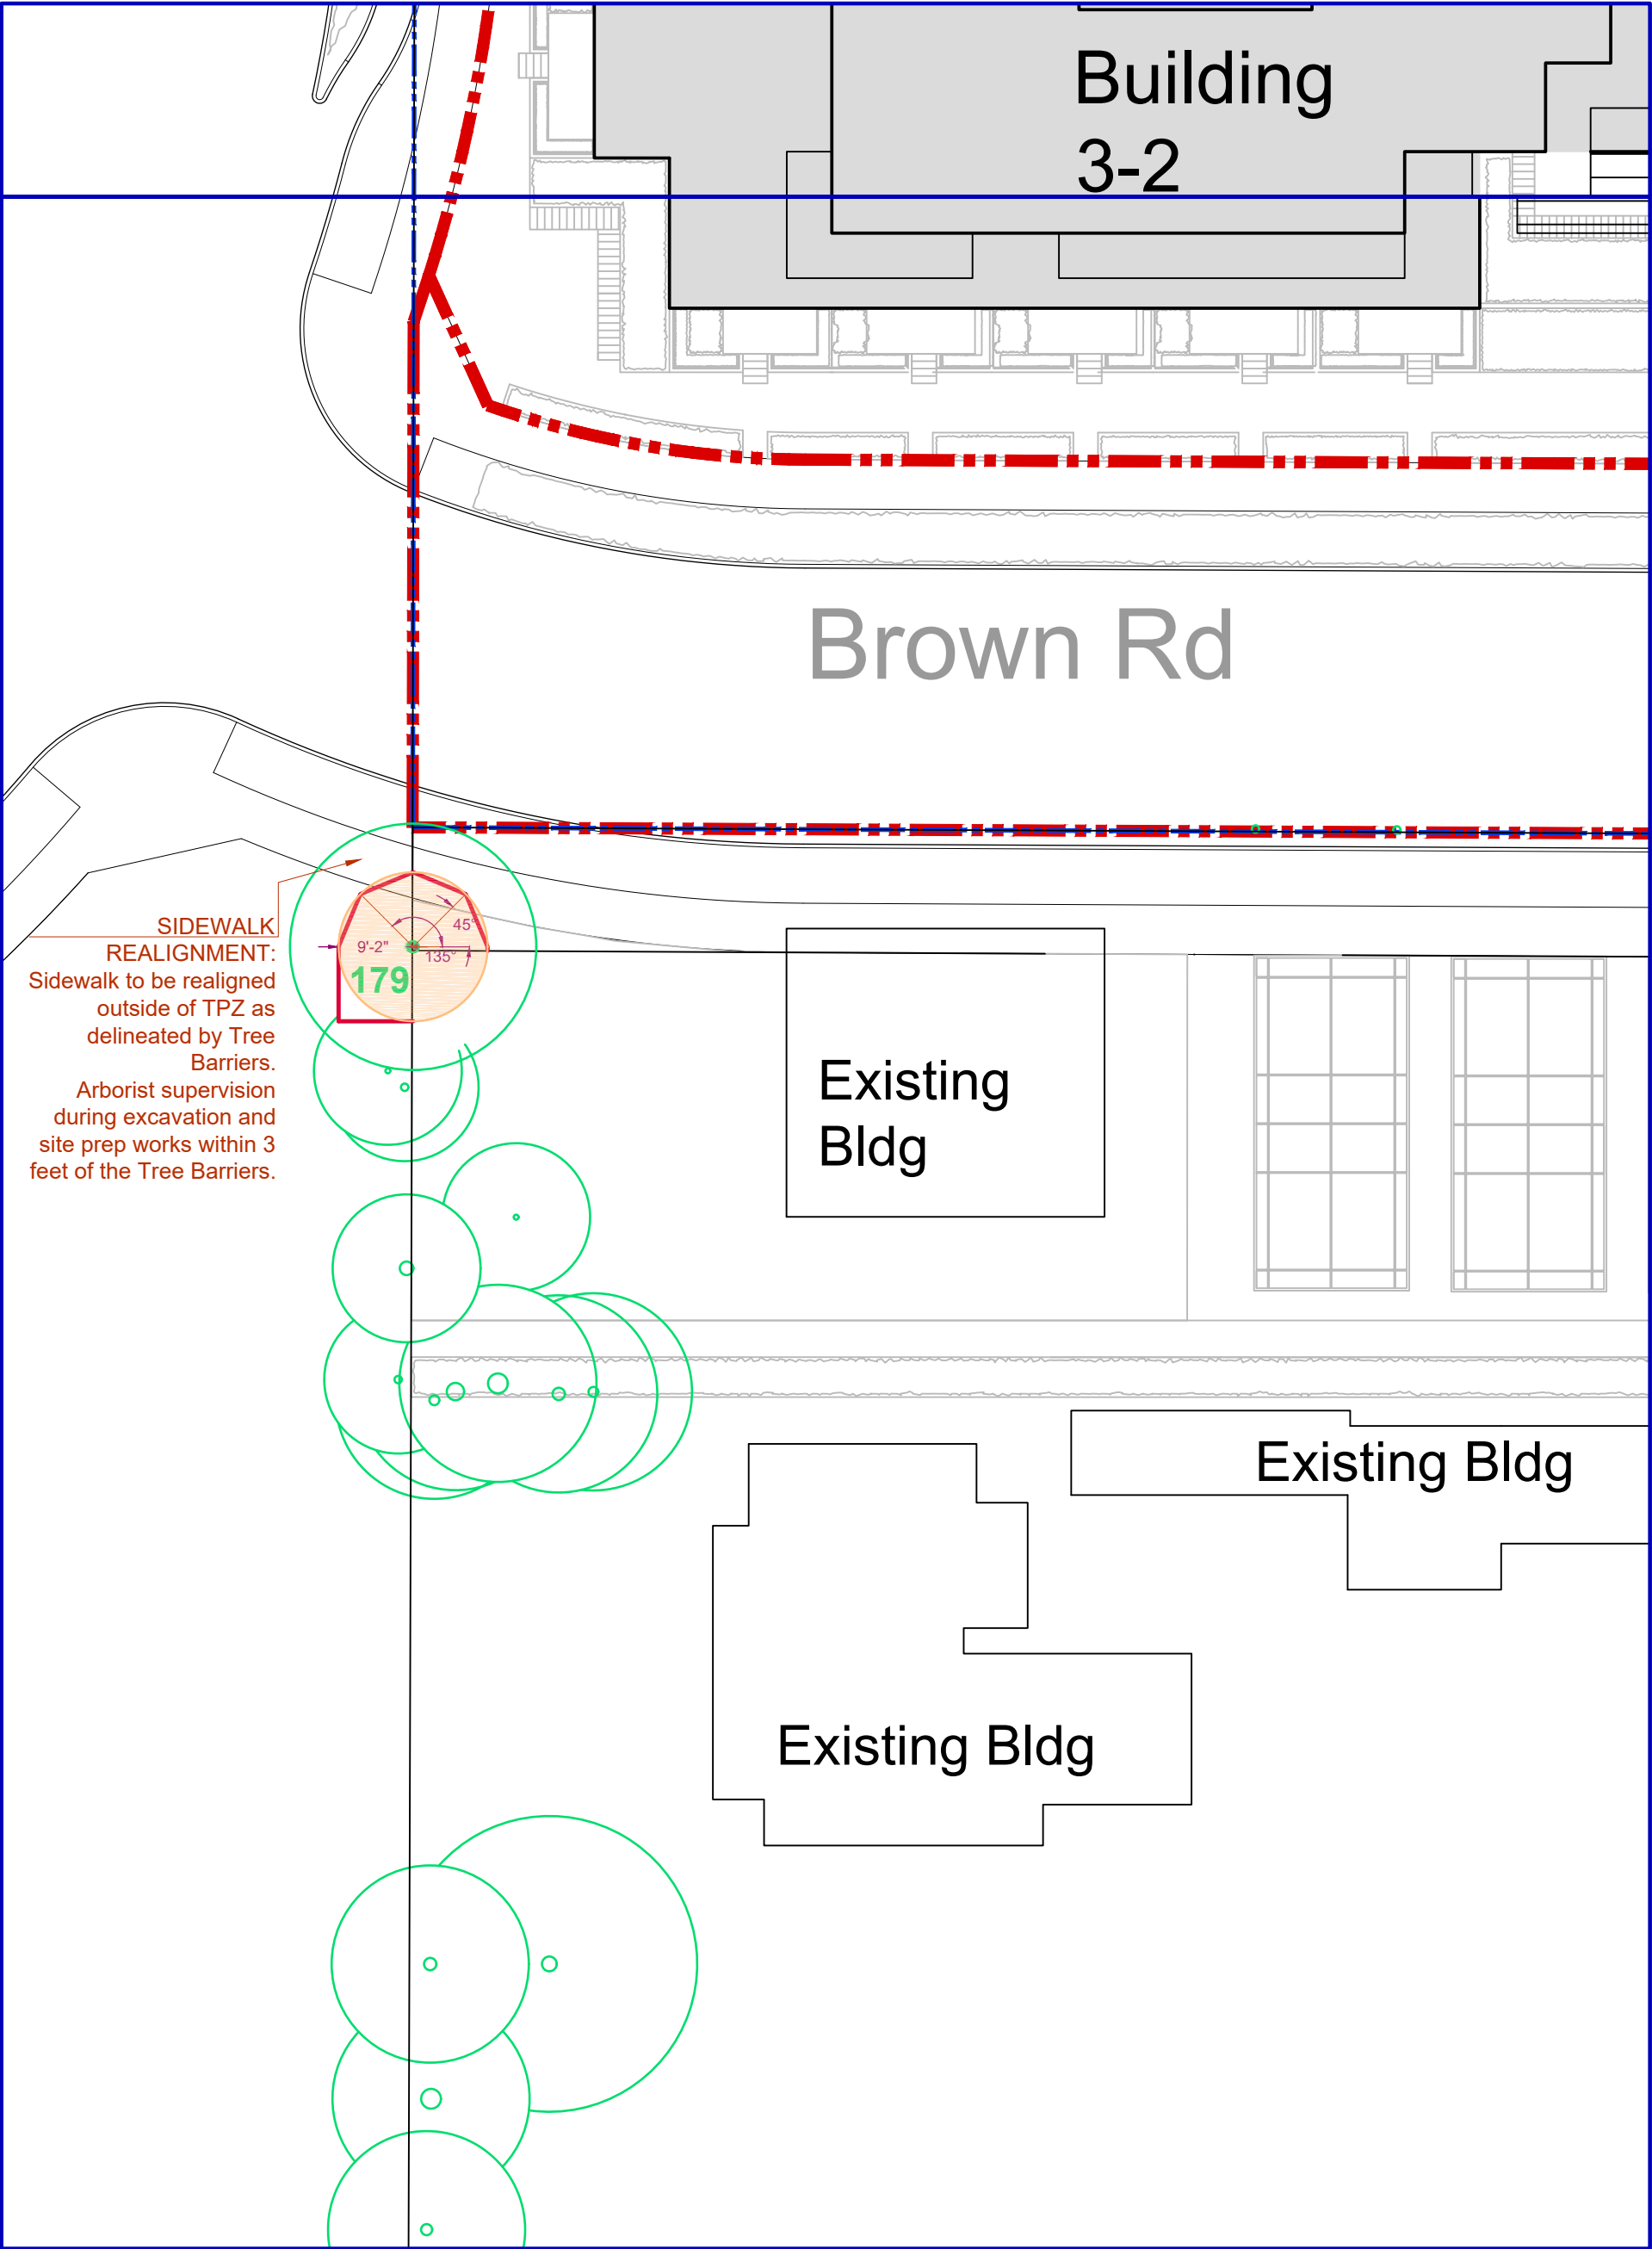 Building
3-2
Brown Rd
SIDEWALK
REALIGNMENT:
Sidewalk to be realigned
outside of TPZ as
delineated by Tree
Barriers.
Arborist supervision
during excavation and
site prep works within 3
feet of the Tree Barriers.
45°
9'-2"
135°
179
Existing
Bldg
Existing Bldg
Existing Bldg